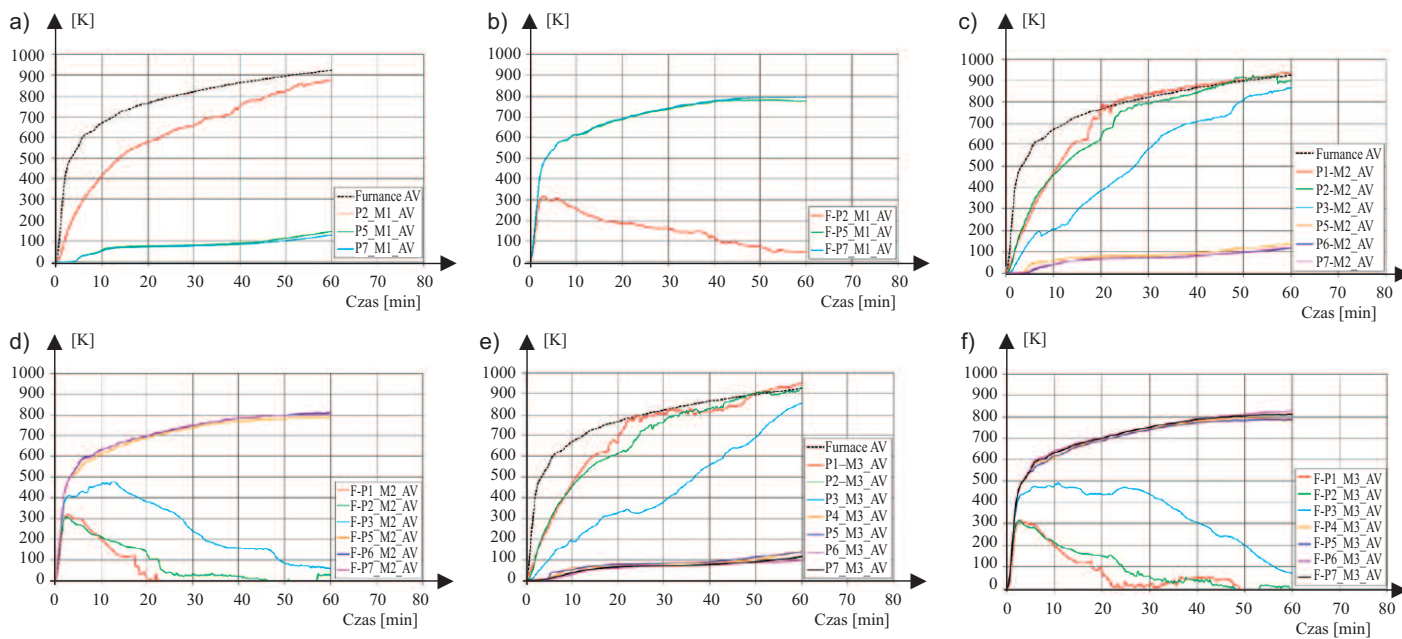 a)
[K]
1000
900
800
700
600
500
400
300
200
100
0
0 10 20 30 40 50 60 70 80
Czas [min]
Furnance AV
P2_M1_AV
P5_M1_AV
P7_M1_AV
b)
[K]
1000
900
800
700
600
500
400
300
200
100
0
0 10 20 30 40 50 60 70 80
Czas [min]
F-P2_M1_AV
F-P5_M1_AV
F-P7_M1_AV
c)
[K]
1000
900
800
700
600
500
400
300
200
100
0
0 10 20 30 40 50 60 70 80
Czas [min]
Furnance AV
P1-M2_AV
P2-M2_AV
P3-M2_AV
P5-M2_AV
P6-M2_AV
P7-M2_AV
d)
[K]
1000
900
800
700
600
500
400
300
200
100
0
0 10 20 30 40 50 60 70 80
Czas [min]
F-P1_M2_AV
F-P2_M2_AV
F-P3_M2_AV
F-P5_M2_AV
F-P6_M2_AV
F-P7_M2_AV
e)
[K]
1000
900
800
700
600
500
400
300
200
100
0
0 10 20 30 40 50 60 70 80
Czas [min]
Furnace AV
P1–M3_AV
P2–M3_AV
P3_M3_AV
P4_M3_AV
P5_M3_AV
P6_M3_AV
P7_M3_AV
f)
[K]
1000
900
800
700
600
500
400
300
200
100
0
0 10 20 30 40 50 60 70 80
Czas [min]
F-P1_M3_AV
F-P2_M3_AV
F-P3_M3_AV
F-P4_M3_AV
F-P5_M3_AV
F-P6_M3_AV
F-P7_M3_AV